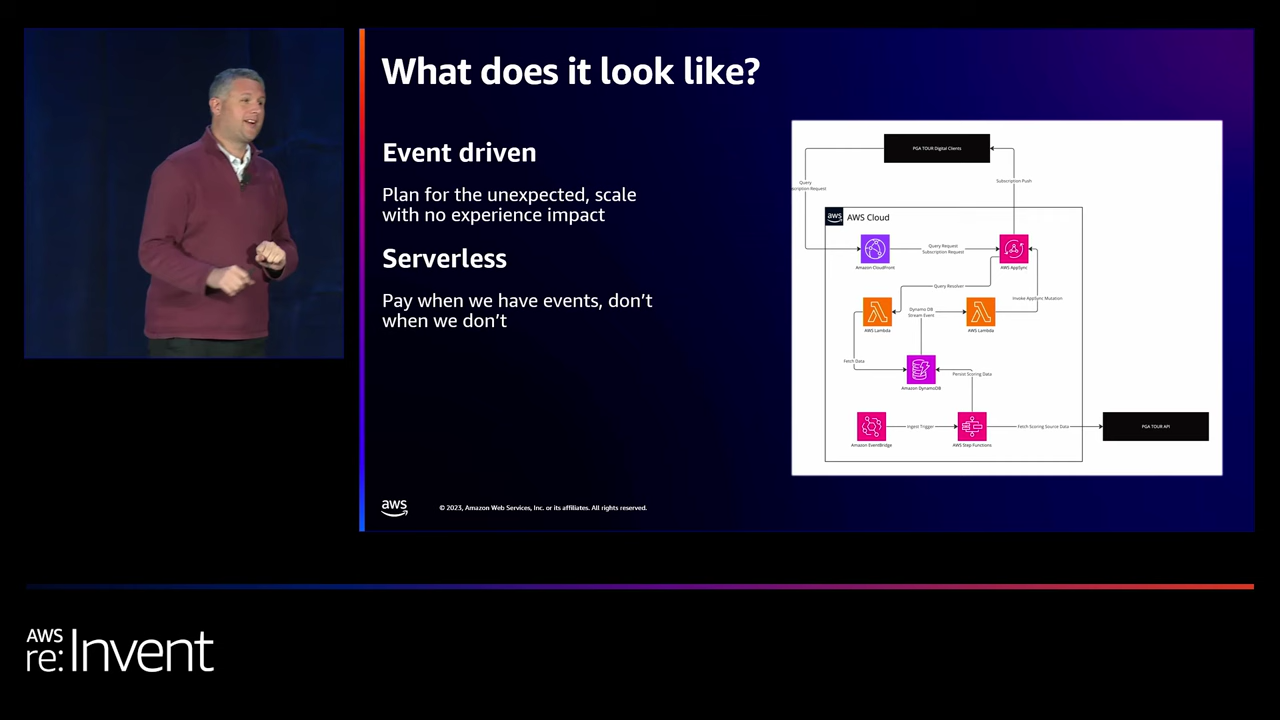 What does it look like?
Event driven
Plan for the unexpected, scale
with no experience impact
Serverless
Pay when we have events, don't
when we don't
PGA TOUR Digital Clients
Query
scription Request
Subscription Push
aws
AWS Cloud
Amazon CloudFront
Query Request
Subscription Request
AWS AppSync
Query Resolver
AWS Lambda
Dynamo DB
Stream Event
AWS Lambda
Invoke AppSync Mutation
Fetch Data
Amazon DynamoDB
Persist Scoring Data
Amazon EventBridge
Ingest Trigger
AWS Step Functions
Fetch Scoring Source Data
PGA TOUR API
aws
© 2023, Amazon Web Services, Inc. or its affiliates. All rights reserved.
AWS
re:Invent